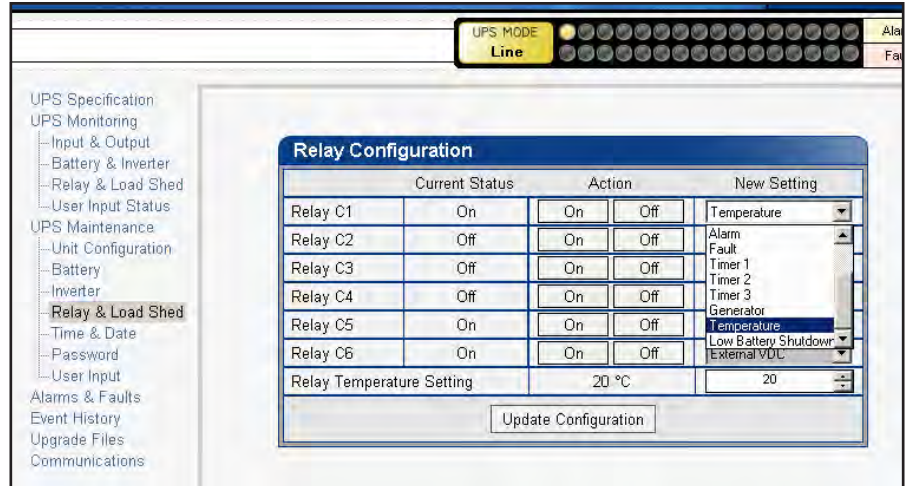 UPS MODE
Line
Ala
Fau
UPS Specification
UPS Monitoring
Input & Output
Battery & Inverter
Relay & Load Shed
User Input Status
UPS Maintenance
Unit Configuration
Battery
Inverter
Relay & Load Shed
Time & Date
Password
User Input
Alarms & Faults
Event History
Upgrade Files
Communications
Relay Configuration
Current Status Action New Setting
Relay C1 On On Off Temperature
Relay C2 Off On Off
Relay C3 Off On Off
Relay C4 Off On Off
Relay C5 On On Off
Relay C6 On On Off External VDC
Alarm
Fault
Timer 1
Timer 2
Timer 3
Generator
Temperature
Low Battery Shutdown
Relay Temperature Setting 20 °C 20
Update Configuration